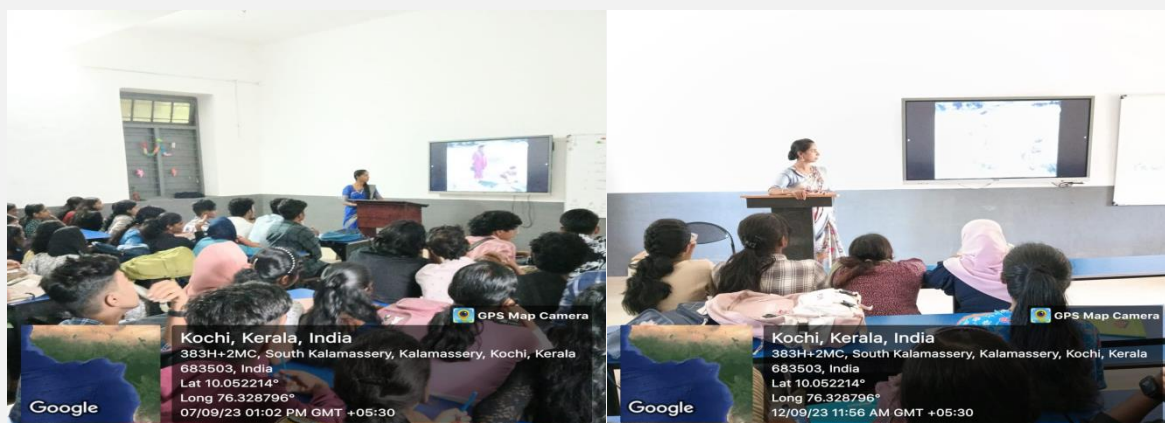 GPS Map Camera
Kochi, Kerala, India
383H+2MC, South Kalamassery, Kalamassery, Kochi, Kerala
683503, India
Lat 10.052214°
Long 76.328796°
07/09/23 01:02 PM GMT +05:30
Google
GPS Map Camera
Kochi, Kerala, India
383H+2MC, South Kalamassery, Kalamassery, Kochi, Kerala
683503, India
Lat 10.052214°
Long 76.328796°
12/09/23 11:56 AM GMT +05:30
Google